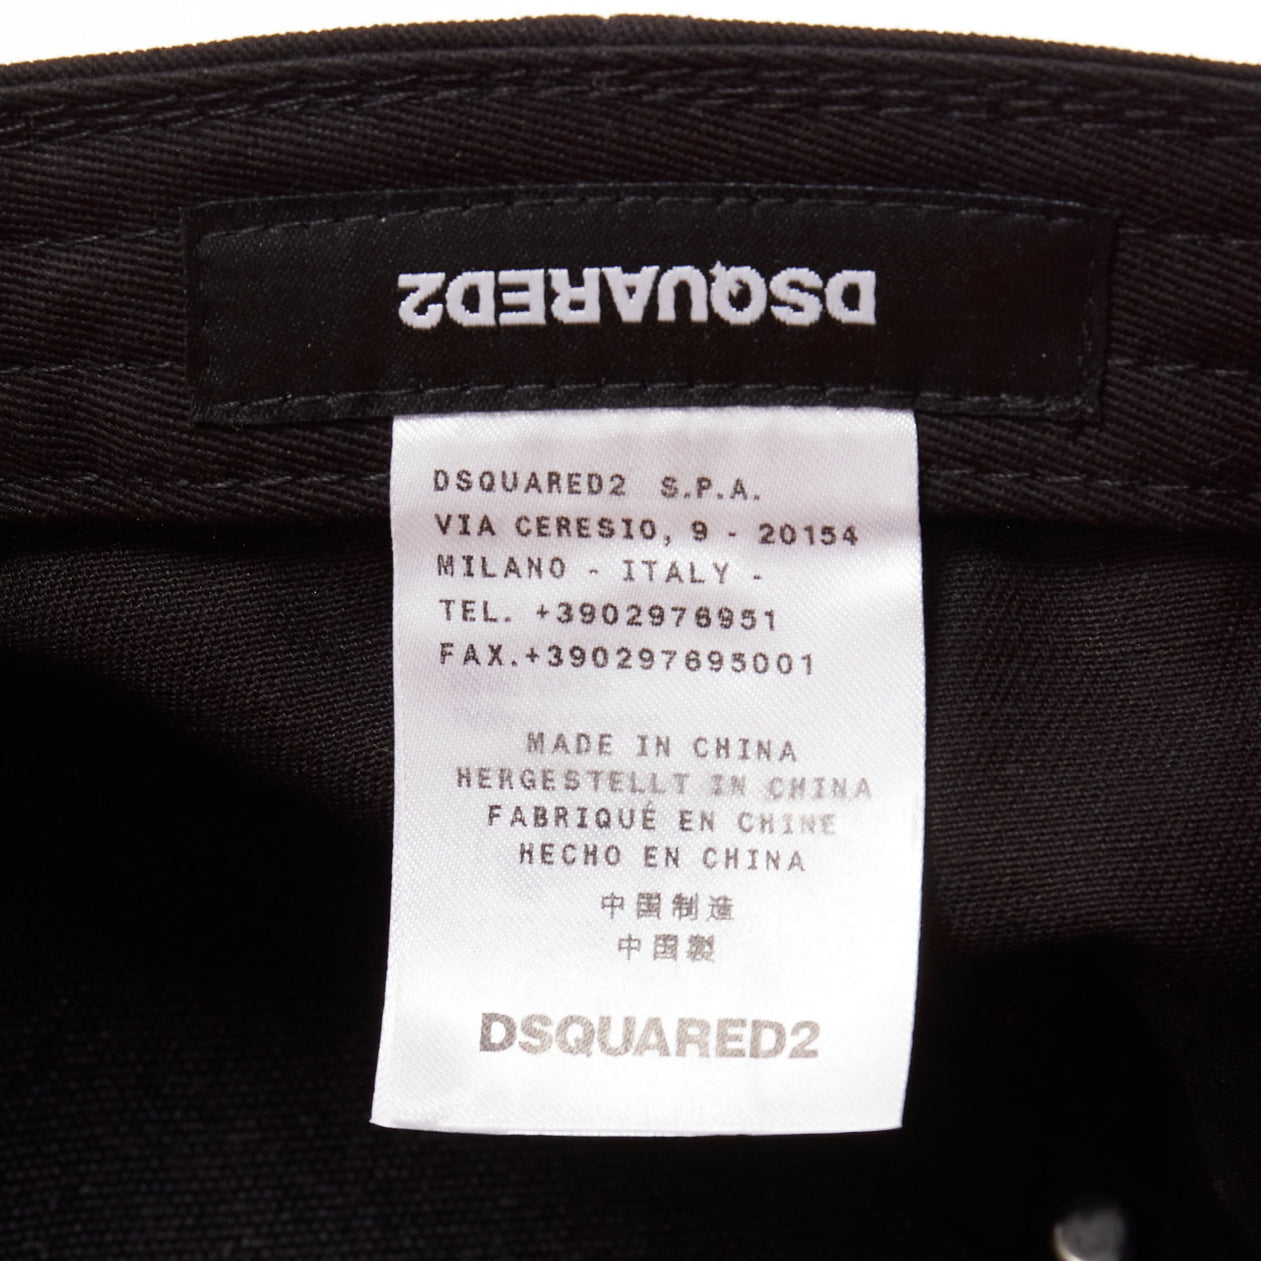 DSQUARED2
DSQUARED2 S.P.A.
VIA CERESIO, 9 - 20154
MILANO - ITALY -
TEL. +3902976951
FAX.+390297695001
MADE IN CHINA
HERGESTELLT IN CHINA
FABRIQUÉ EN CHINE
HECHO EN CHINA
中国制造
中国製
DSQUARED2